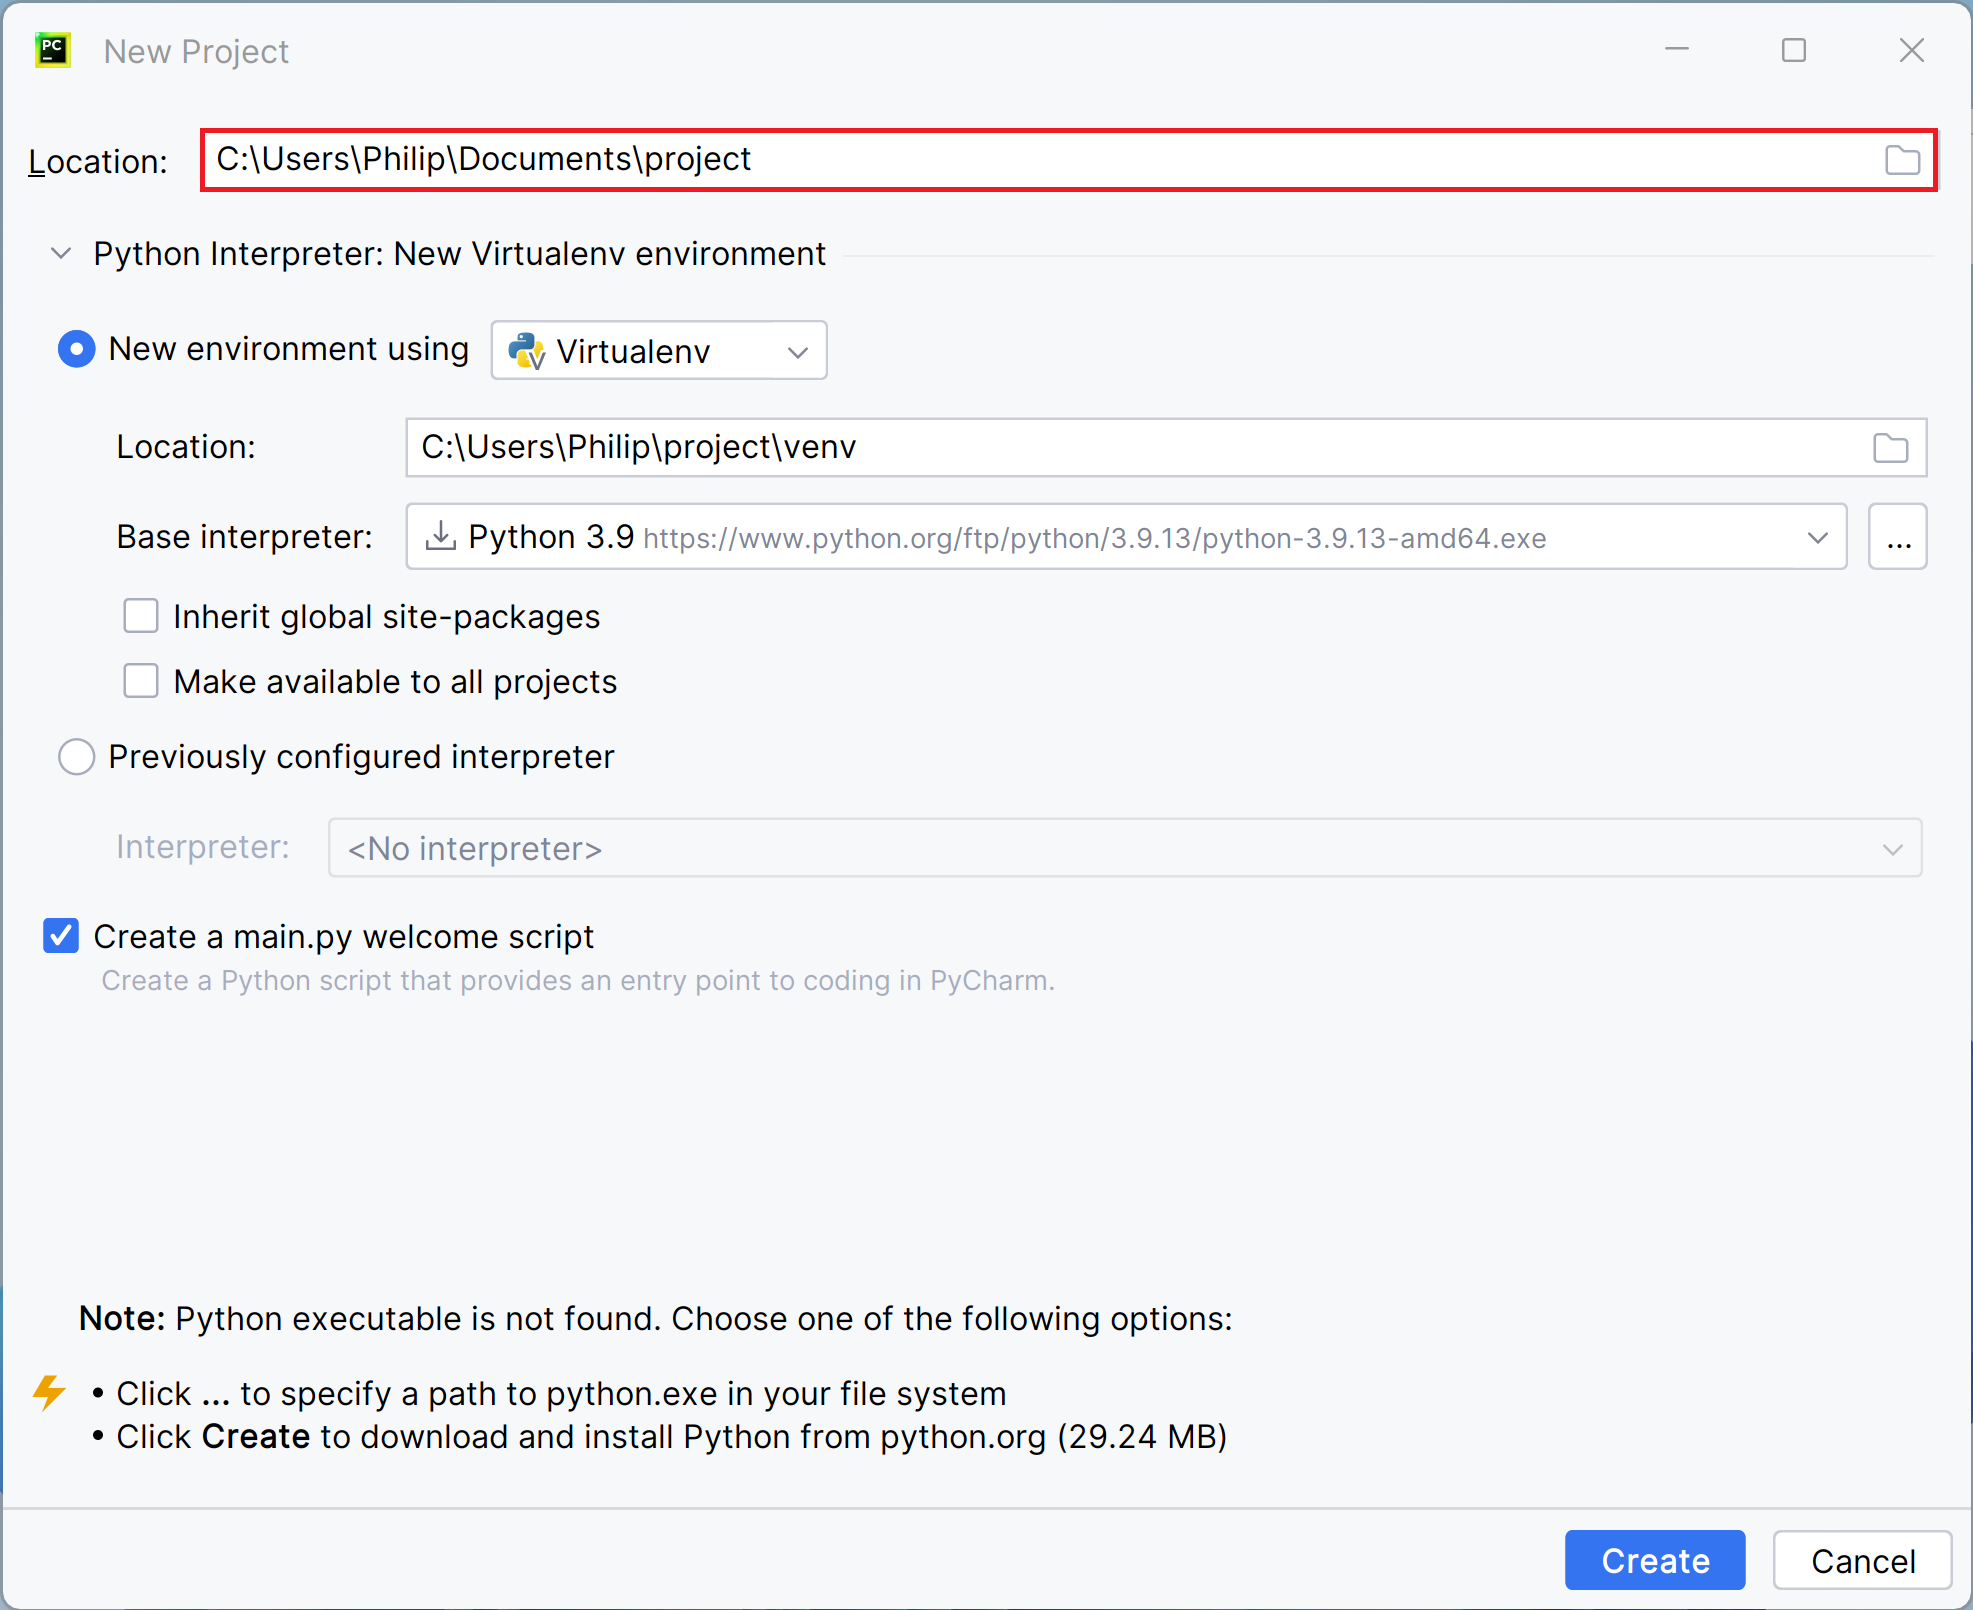 PC
New Project
Location: C:\Users\Philip\Documents\project
Python Interpreter: New Virtualenv environment
New environment using Virtualenv
Location: C:\Users\Philip\project\venv
Base interpreter: Python 3.9 https://www.python.org/ftp/python/3.9.13/python-3.9.13-amd64.exe ...
Inherit global site-packages
Make available to all projects
Previously configured interpreter
Interpreter: <No interpreter>
Create a main.py welcome script
Create a Python script that provides an entry point to coding in PyCharm.
Note: Python executable is not found. Choose one of the following options:
• Click ... to specify a path to python.exe in your file system
• Click Create to download and install Python from python.org (29.24 MB)
Create Cancel